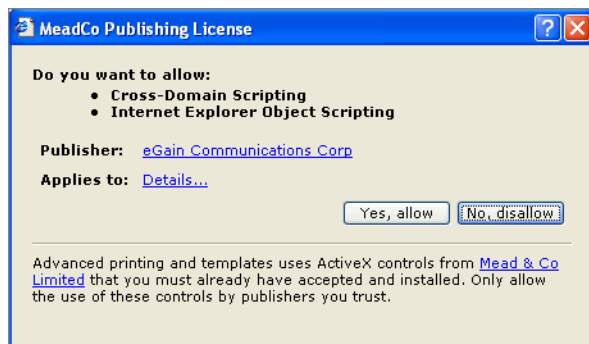 MeadCo Publishing License
Do you want to allow:
• Cross-Domain Scripting
• Internet Explorer Object Scripting
Publisher: eGain Communications Corp
Applies to: Details...
Yes, allow No, disallow
Advanced printing and templates uses ActiveX controls from Mead & Co
Limited that you must already have accepted and installed. Only allow
the use of these controls by publishers you trust.